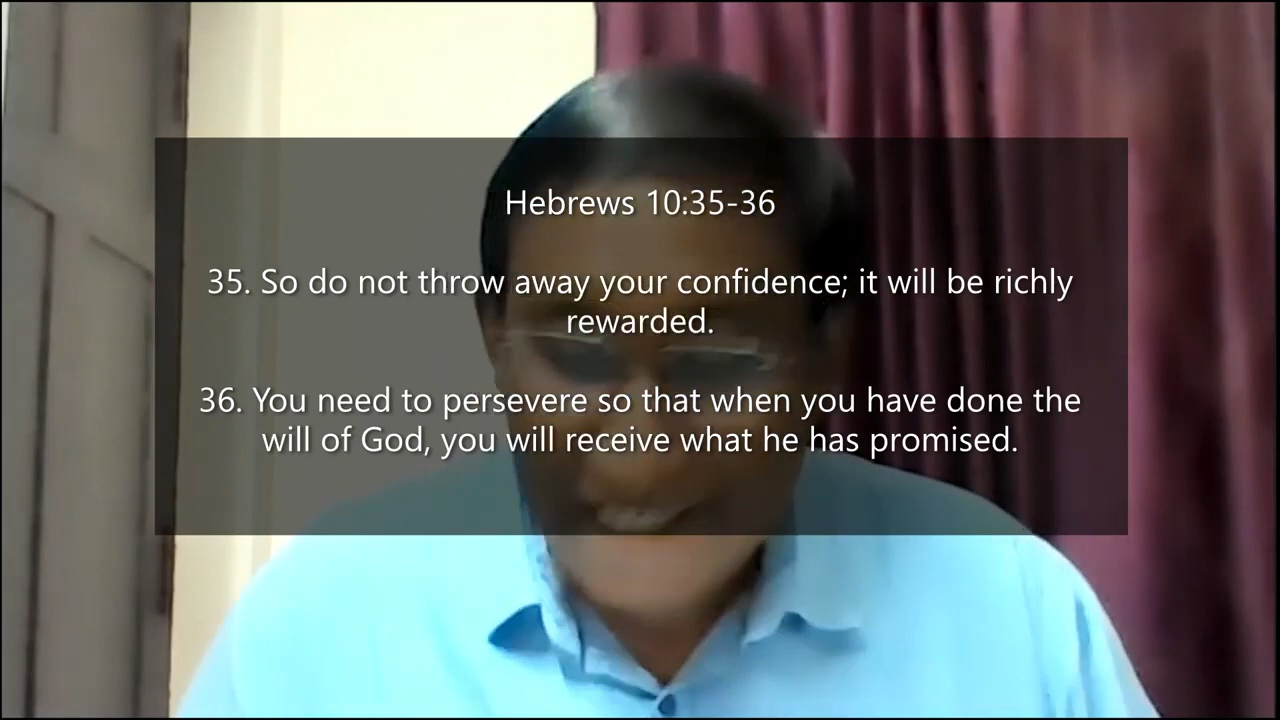 Hebrews 10:35-36
35. So do not throw away your confidence; it will be richly
rewarded.
36. You need to persevere so that when you have done the
will of God, you will receive what he has promised.